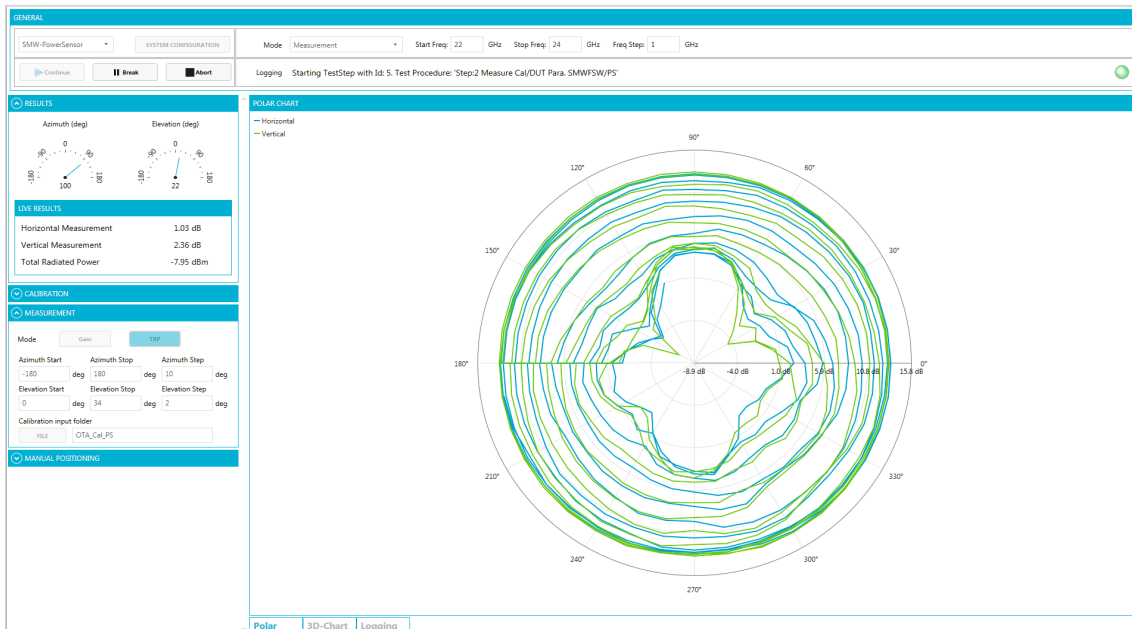 GENERAL
SMW-PowerSensor SYSTEM CONFIGURATION Mode Measurement Start Freq: 22 GHz Stop Freq: 24 GHz Freq Step: 1 GHz
Continue Break Abort Logging Starting TestStep with Id: 5. Test Procedure: 'Step:2 Measure Cal/DUT Para. SMWFSW/PS'
RESULTS
Azimuth (deg) Elevation (deg)
0 0
-90 90 -90 90
-180 180 -180 180
100 22
LIVE RESULTS
Horizontal Measurement 1.03 dB
Vertical Measurement 2.36 dB
Total Radiated Power -7.95 dBm
CALIBRATION
MEASUREMENT
Mode Gain TRP
Azimuth Start Azimuth Stop Azimuth Step
-180 deg 180 deg 10 deg
Elevation Start Elevation Stop Elevation Step
0 deg 34 deg 2 deg
Calibration input folder
FILE OTA_Cal_PS
MANUAL POSITIONING
POLAR CHART
Horizontal
Vertical
90°
120° 60°
150° 30°
180° 0°
-8.9 dB -4.0 dB 1.0 dB 5.9 dB 10.8 dB 15.8 dB
210° 330°
240° 300°
270°
Polar 3D-Chart Logging